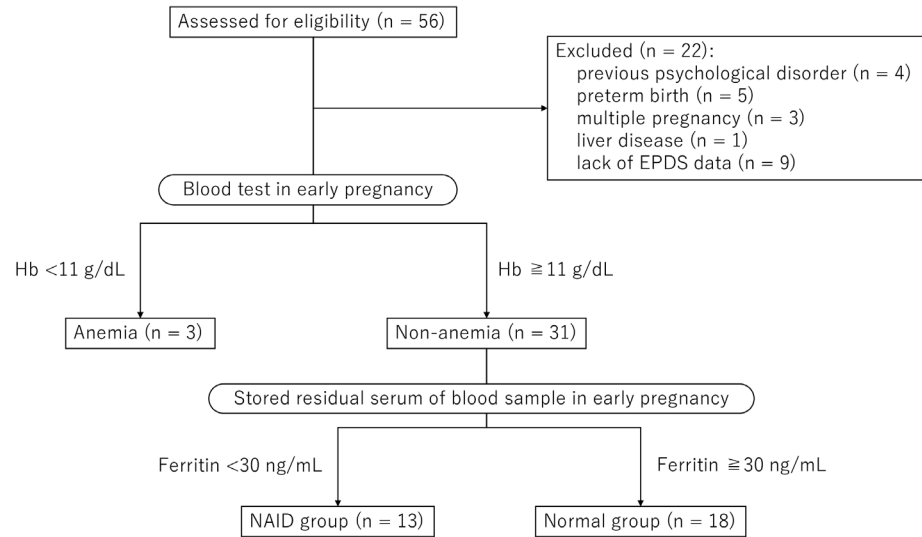 Assessed for eligibility (n = 56)
Excluded (n = 22):
previous psychological disorder (n = 4)
preterm birth (n = 5)
multiple pregnancy (n = 3)
liver disease (n = 1)
lack of EPDS data (n = 9)
Blood test in early pregnancy
Hb <11 g/dL
Hb ≧11 g/dL
Anemia (n = 3)
Non-anemia (n = 31)
Stored residual serum of blood sample in early pregnancy
Ferritin <30 ng/mL
Ferritin ≧30 ng/mL
NAID group (n = 13)
Normal group (n = 18)